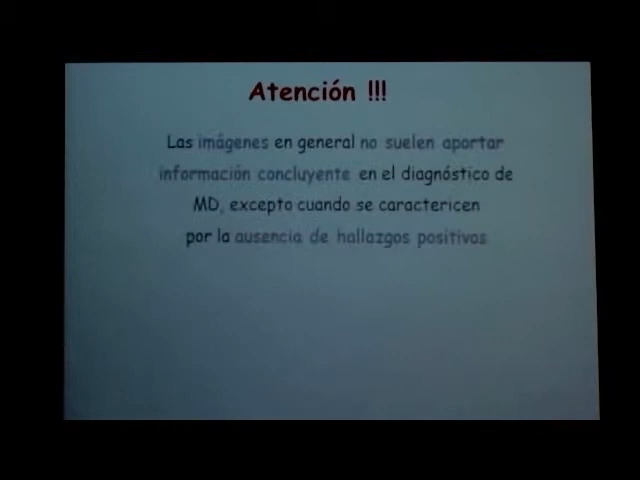 Atención !!!
Las imágenes en general no suelen aportar
información concluyente en el diagnóstico de
MD, excepto cuando se caractericen
por la ausencia de hallazgos positivos